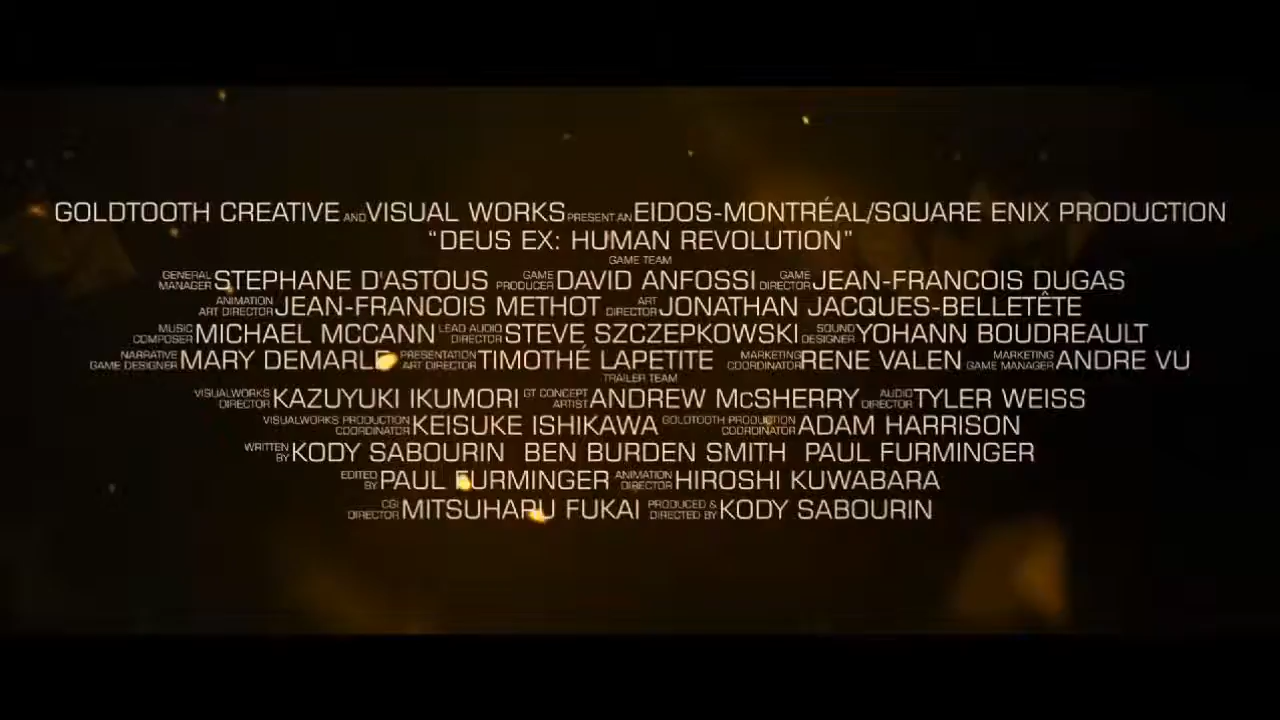 GOLDTOOTH CREATIVE AND VISUAL WORKS PRESENT AN EIDOS-MONTRÉAL/SQUARE ENIX PRODUCTION
“DEUS EX: HUMAN REVOLUTION”
GAME TEAM
GENERAL MANAGER STEPHANE D'ASTOUS GAME PRODUCER DAVID ANFOSSI GAME DIRECTOR JEAN-FRANCOIS DUGAS
ANIMATION ART DIRECTOR JEAN-FRANCOIS METHOT ART DIRECTOR JONATHAN JACQUES-BELLETÊTE
MUSIC COMPOSER MICHAEL MCCANN LEAD AUDIO DIRECTOR STEVE SZCZEPKOWSKI SOUND DESIGNER YOHANN BOUDREAULT
NARRATIVE GAME DESIGNER MARY DEMARLE PRESENTATION ART DIRECTOR TIMOTHÉ LAPETITE MARKETING COORDINATOR RENE VALEN MARKETING GAME MANAGER ANDRE VU
TRAILER TEAM
VISUALWORKS DIRECTOR KAZUYUKI IKUMORI GT CONCEPT ARTIST ANDREW McSHERRY AUDIO DIRECTOR TYLER WEISS
VISUALWORKS PRODUCTION COORDINATOR KEISUKE ISHIKAWA GOLDTOOTH PRODUCTION COORDINATOR ADAM HARRISON
WRITTEN BY KODY SABOURIN BEN BURDEN SMITH PAUL FURMINGER
EDITED BY PAUL FURMINGER ANIMATION DIRECTOR HIROSHI KUWABARA
CGI DIRECTOR MITSUHARU FUKAI PRODUCED & DIRECTED BY KODY SABOURIN